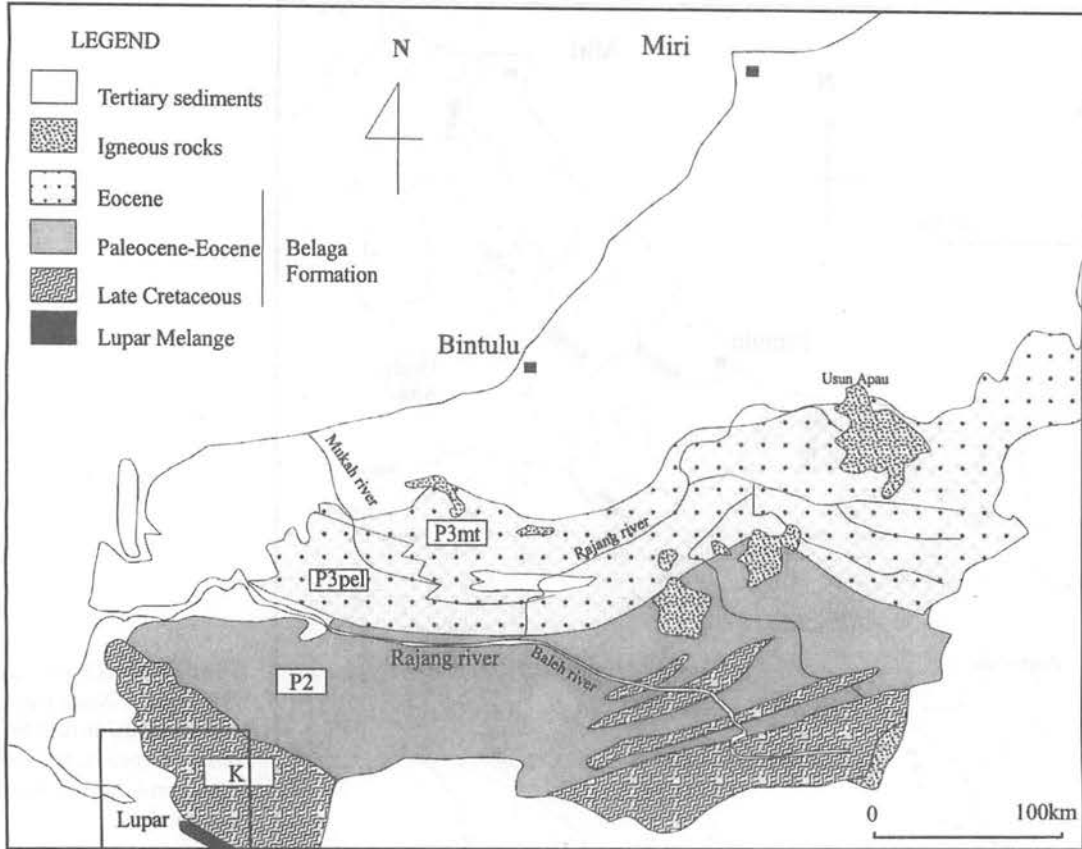 LEGEND
Tertiary sediments
Igneous rocks
Eocene
Paleocene-Eocene
Late Cretaceous
Lupar Melange
Belaga
Formation
N
Miri
Bintulu
Usun Apau
Mukah river
P3mt
Rajang river
P3pel
Rajang river
Baleh river
P2
K
Lupar
0 100km